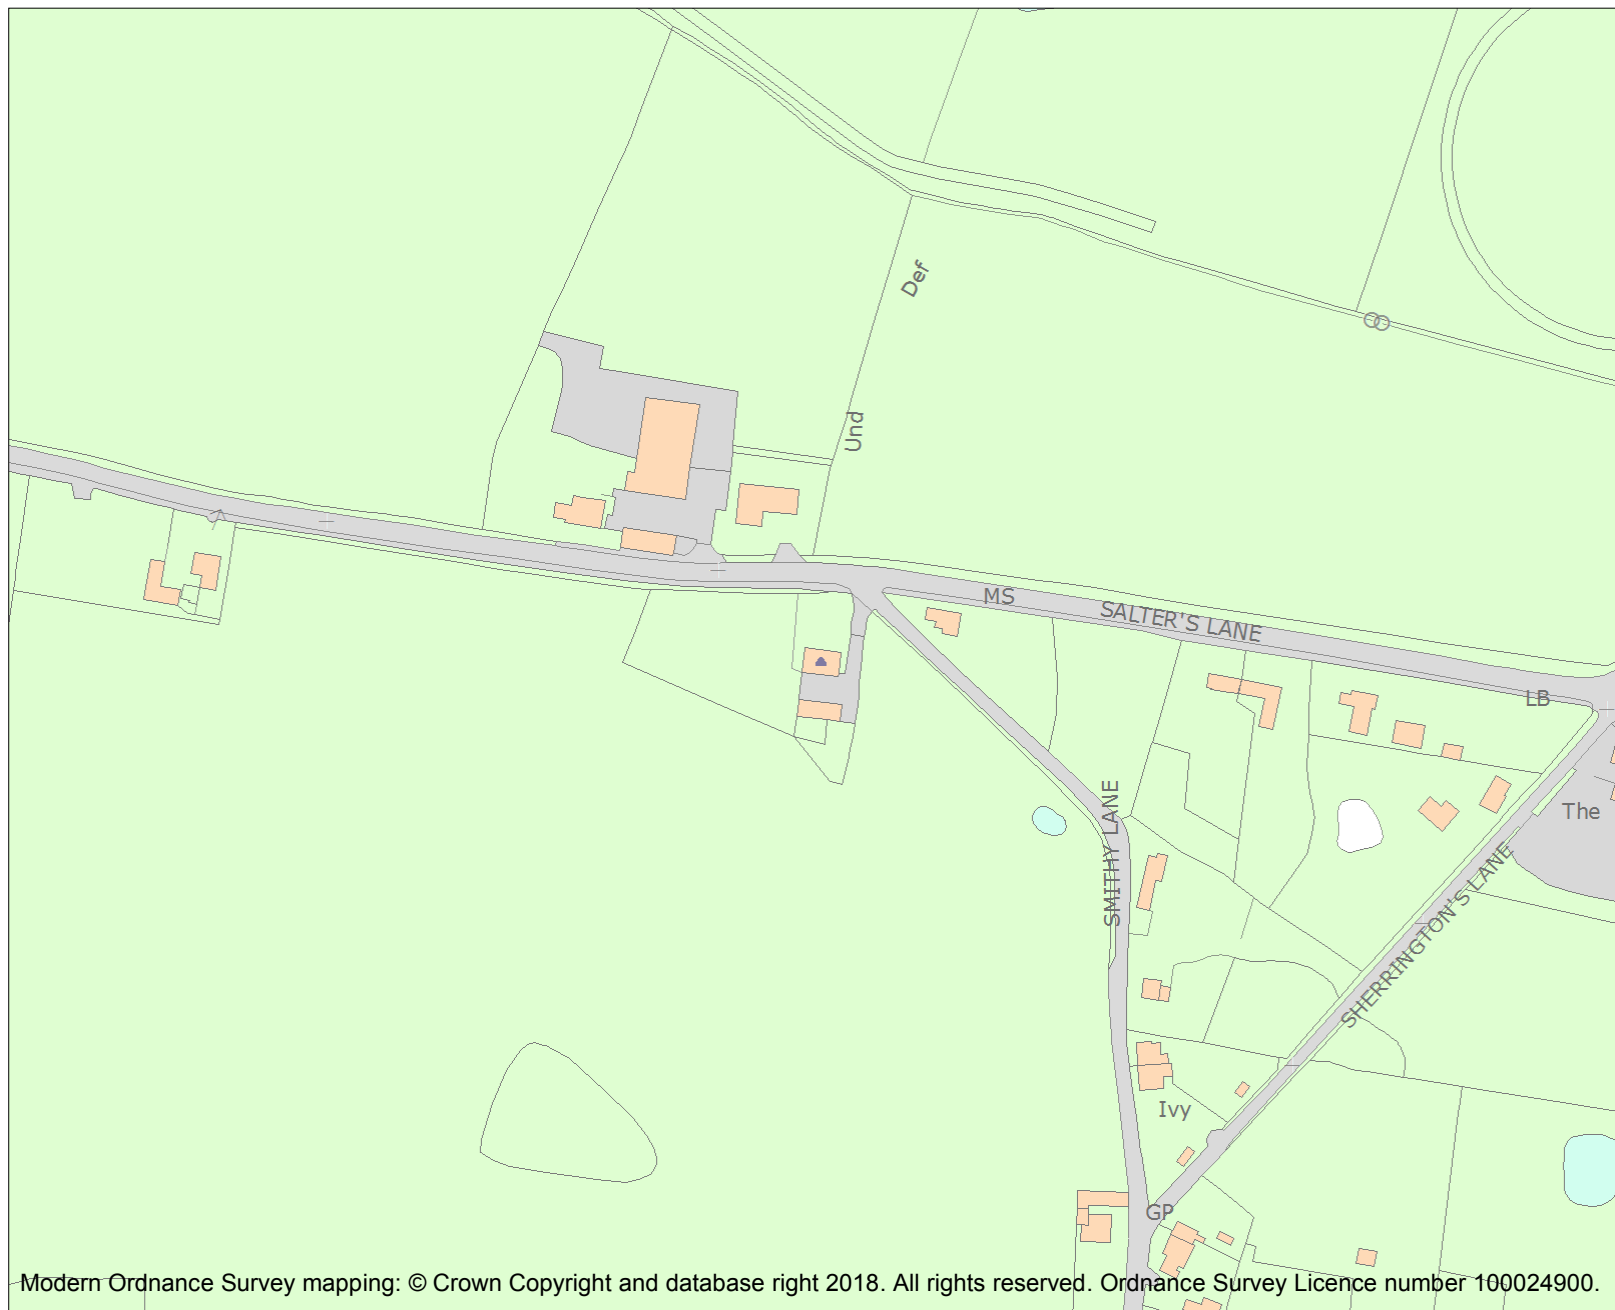 Def
Und
MS
SALTER'S LANE
LB
The
SMITHY LANE
SHERRINGTON'S LANE
Ivy
GP
Modern Ordnance Survey mapping: © Crown Copyright and database right 2018. All rights reserved. Ordnance Survey Licence number 100024900.